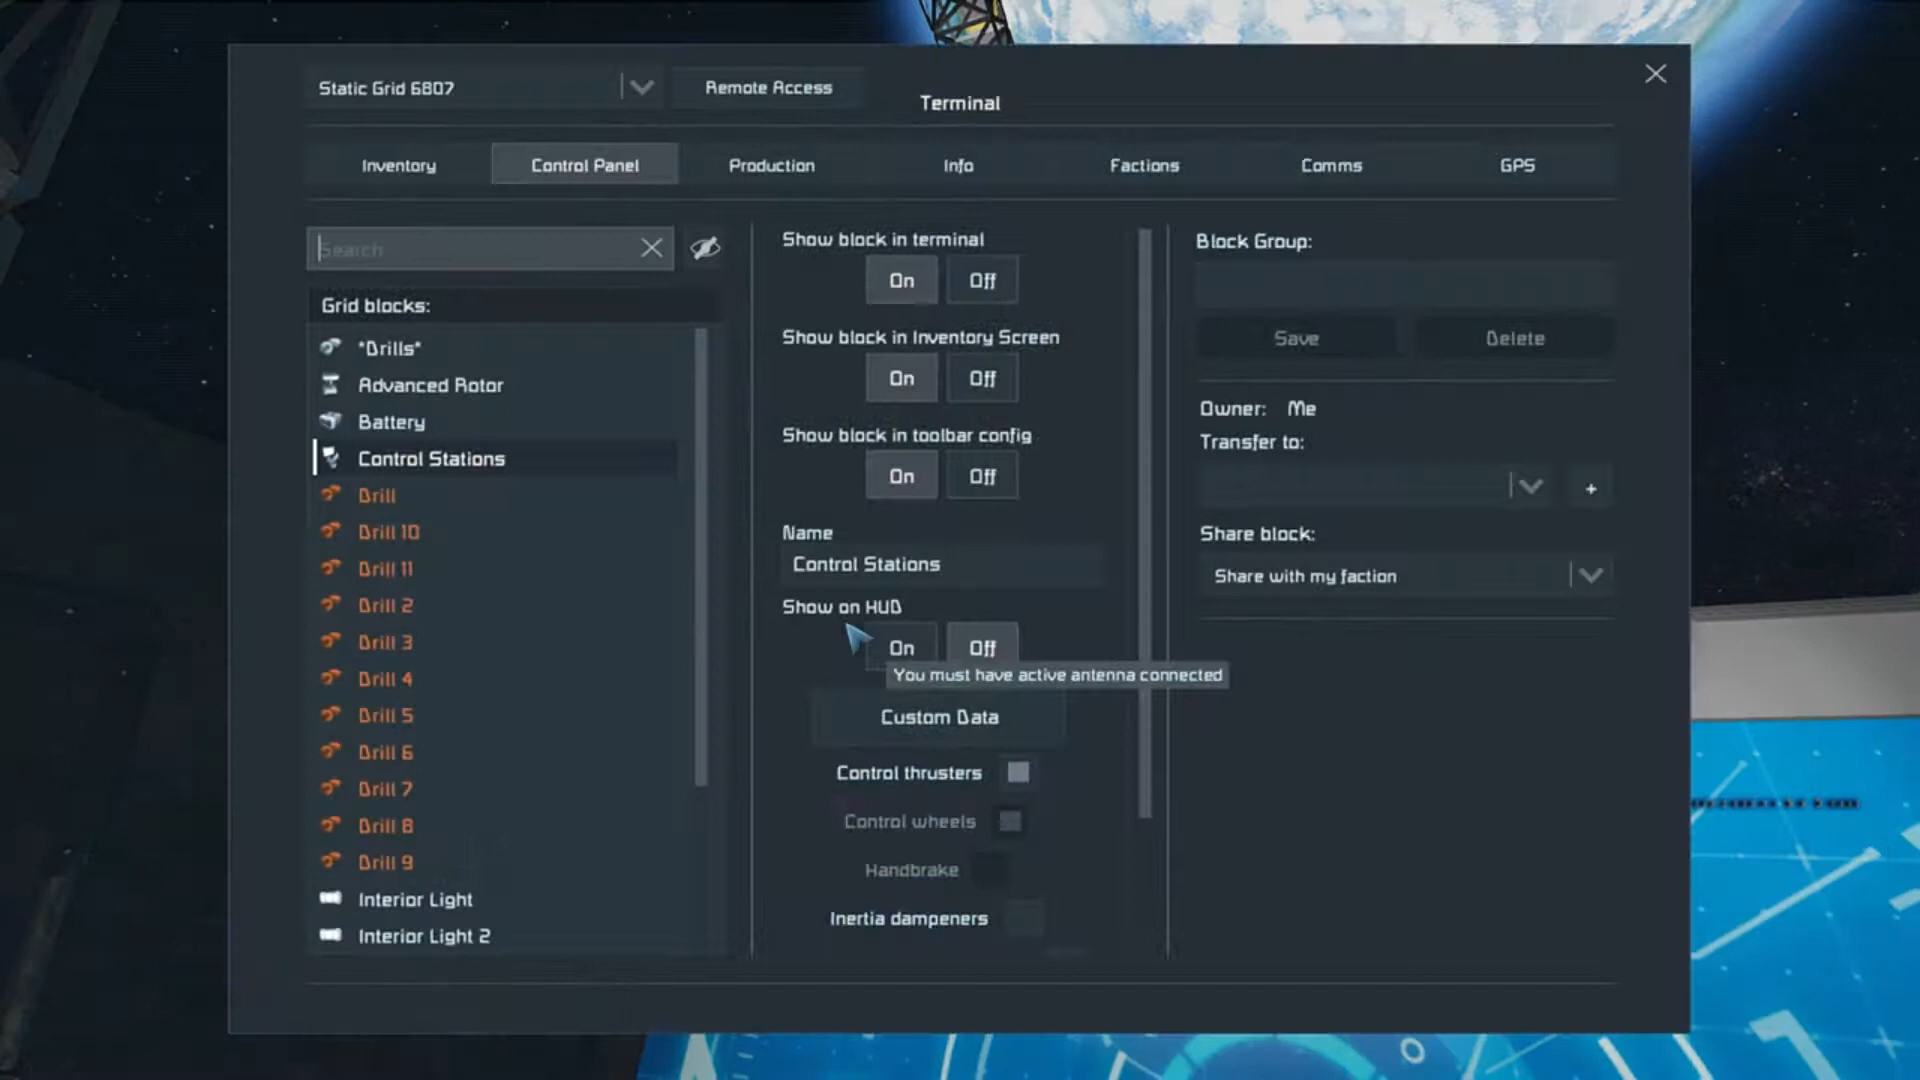 Static Grid 6807
Remote Access
Terminal
Inventory
Control Panel
Production
Info
Factions
Comms
GPS
Search
Grid blocks:
*Drills*
Advanced Rotor
Battery
Control Stations
Drill
Drill 10
Drill 11
Drill 2
Drill 3
Drill 4
Drill 5
Drill 6
Drill 7
Drill 8
Drill 9
Interior Light
Interior Light 2
Show block in terminal
On Off
Show block in Inventory Screen
On Off
Show block in toolbar config
On Off
Name
Control Stations
Show on HUD
On Off
You must have active antenna connected
Custom Data
Control thrusters
Control wheels
Handbrake
Inertia dampeners
Block Group:
Save Delete
Owner: Me
Transfer to:
+
Share block:
Share with my faction